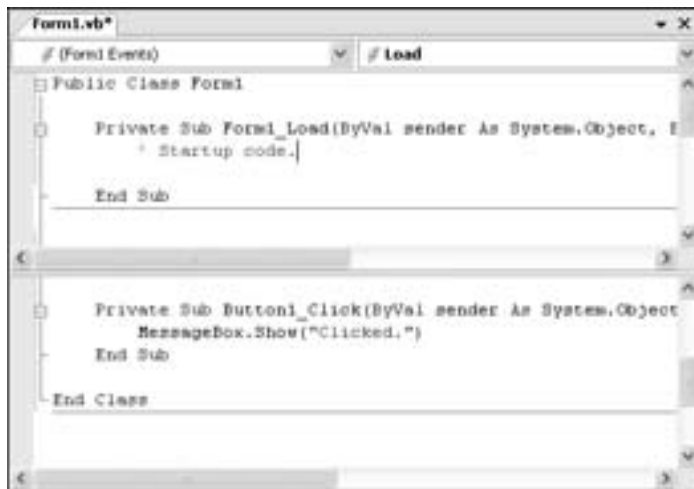 Form1.vb*
(Form1 Events)
Load
Public Class Form1
Private Sub Form1_Load(ByVal sender As System.Object,
' Startup code.
End Sub
Private Sub Button1_Click(ByVal sender As System.Object
MessageBox.Show("Clicked.")
End Sub
End Class